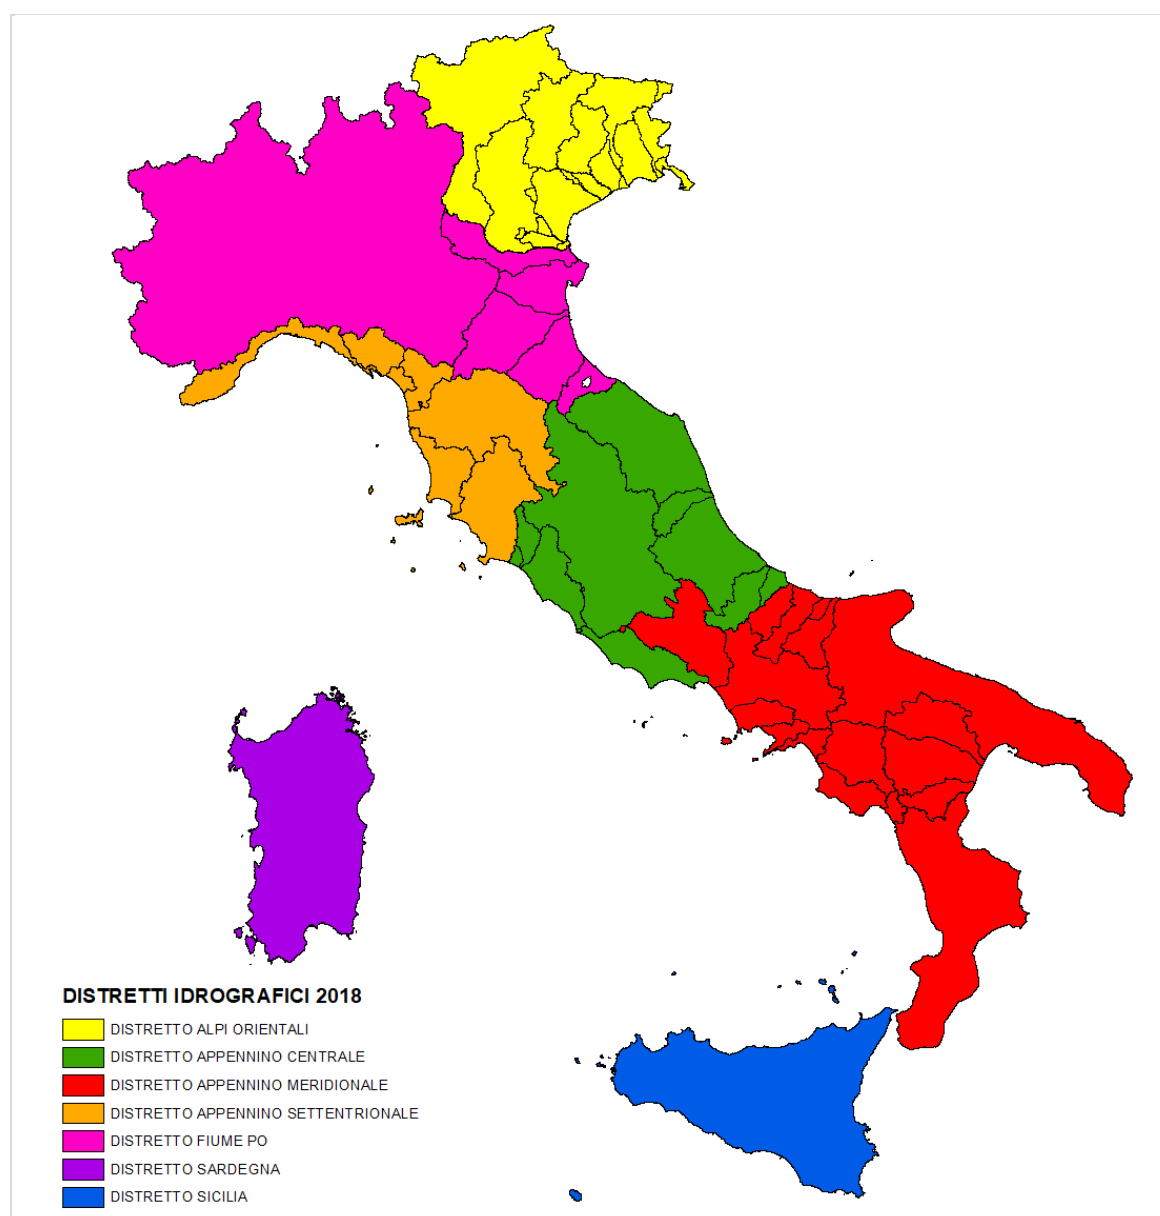 DISTRETTI IDROGRAFICI 2018
DISTRETTO ALPI ORIENTALI
DISTRETTO APPENNINO CENTRALE
DISTRETTO APPENNINO MERIDIONALE
DISTRETTO APPENNINO SETTENTRIONALE
DISTRETTO FIUME PO
DISTRETTO SARDEGNA
DISTRETTO SICILIA